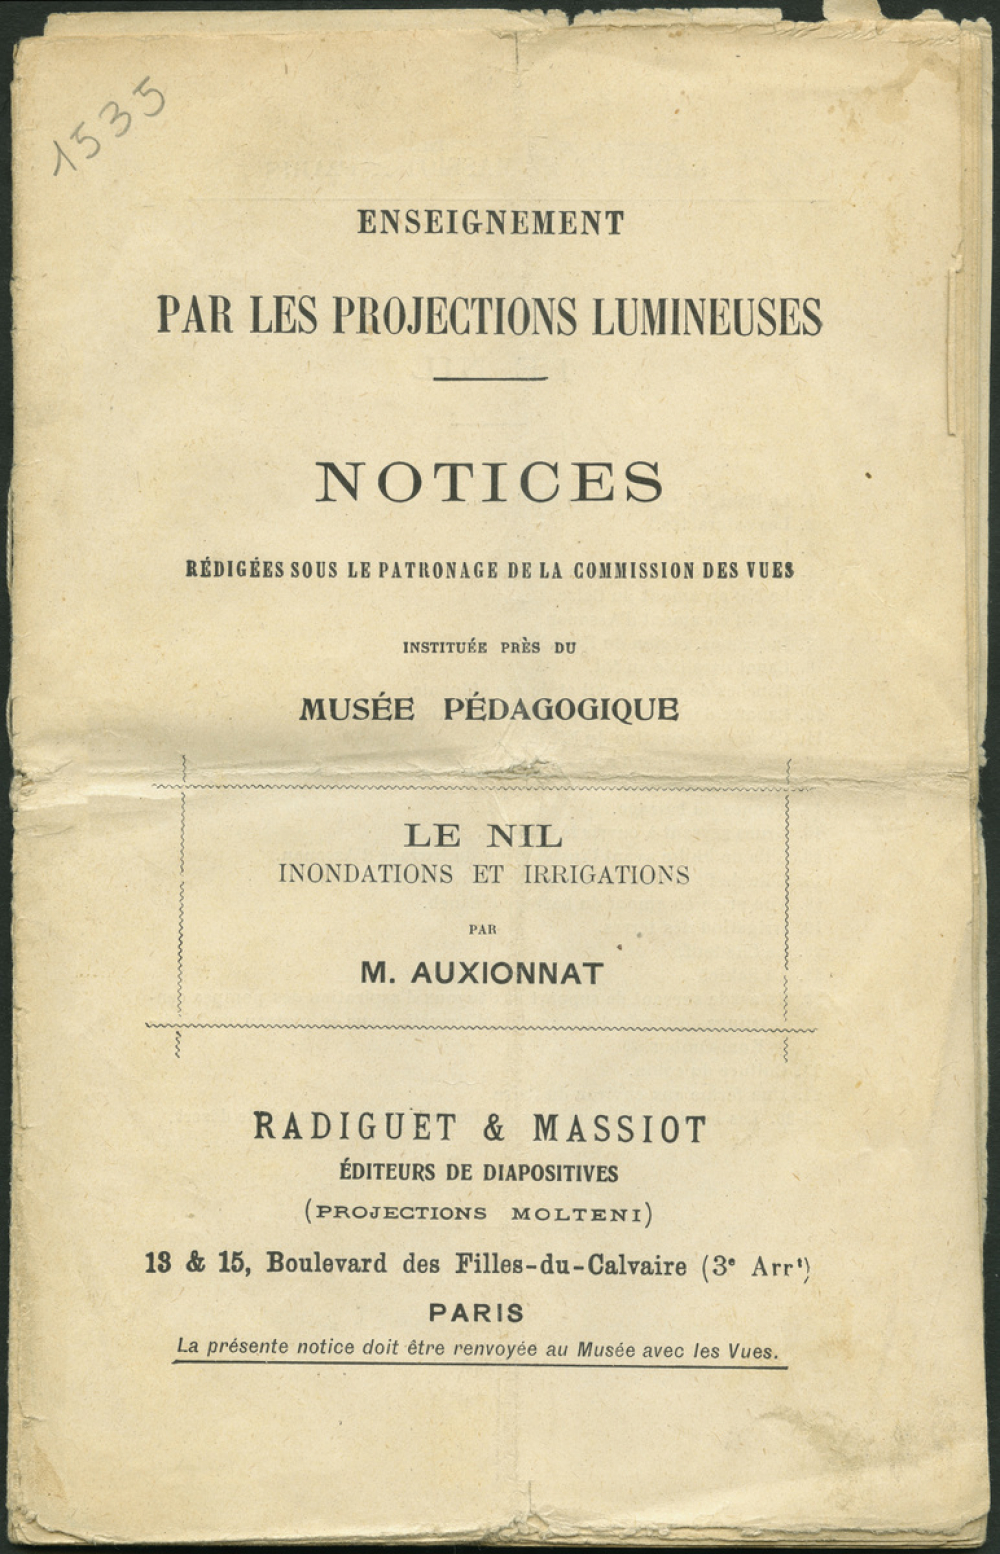 1535
ENSEIGNEMENT
PAR LES PROJECTIONS LUMINEUSES
NOTICES
RÉDIGÉES SOUS LE PATRONAGE DE LA COMMISSION DES VUES
INSTITUÉE PRÈS DU
MUSÉE PÉDAGOGIQUE
LE NIL
INONDATIONS ET IRRIGATIONS
PAR
M. AUXIONNAT
RADIGUET & MASSIOT
ÉDITEURS DE DIAPOSITIVES
(PROJECTIONS MOLTENI)
13 & 15, Boulevard des Filles-du-Calvaire (3e Arrt)
PARIS
La présente notice doit être renvoyée au Musée avec les Vues.